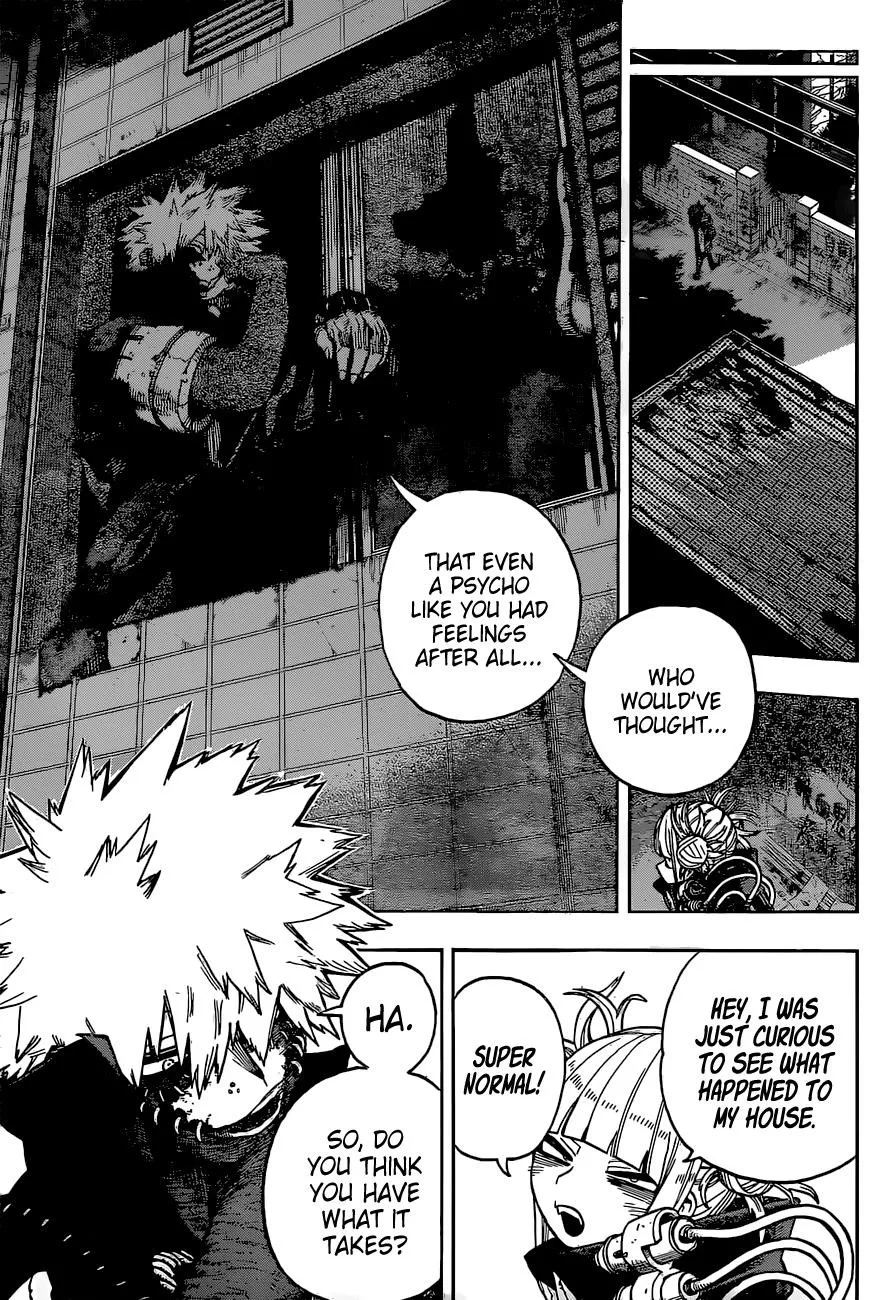 WHO
WOULD'VE
THOUGHT...
THAT EVEN
A PSYCHO
LIKE YOU HAD
FEELINGS
AFTER ALL...
HEY, I WAS
JUST CURIOUS
TO SEE WHAT
HAPPENED TO
MY HOUSE.
SUPER
NORMAL!
HA.
SO, DO
YOU THINK
YOU HAVE
WHAT IT
TAKES?